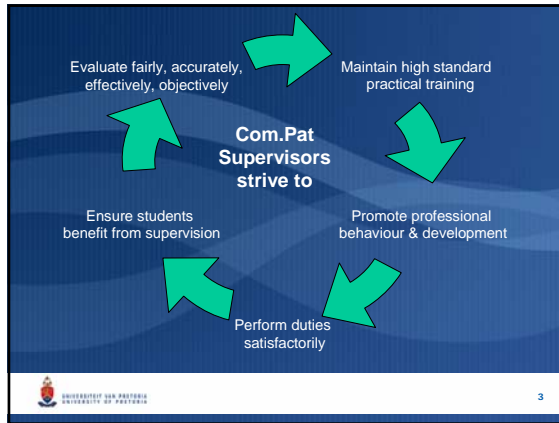 Evaluate fairly, accurately,
effectively, objectively
Maintain high standard
practical training
Com.Pat
Supervisors
strive to
Ensure students
benefit from supervision
Promote professional
behaviour & development
Perform duties
satisfactorily
UNIVERSITEIT VAN PRETORIA
UNIVERSITY OF PRETORIA
3